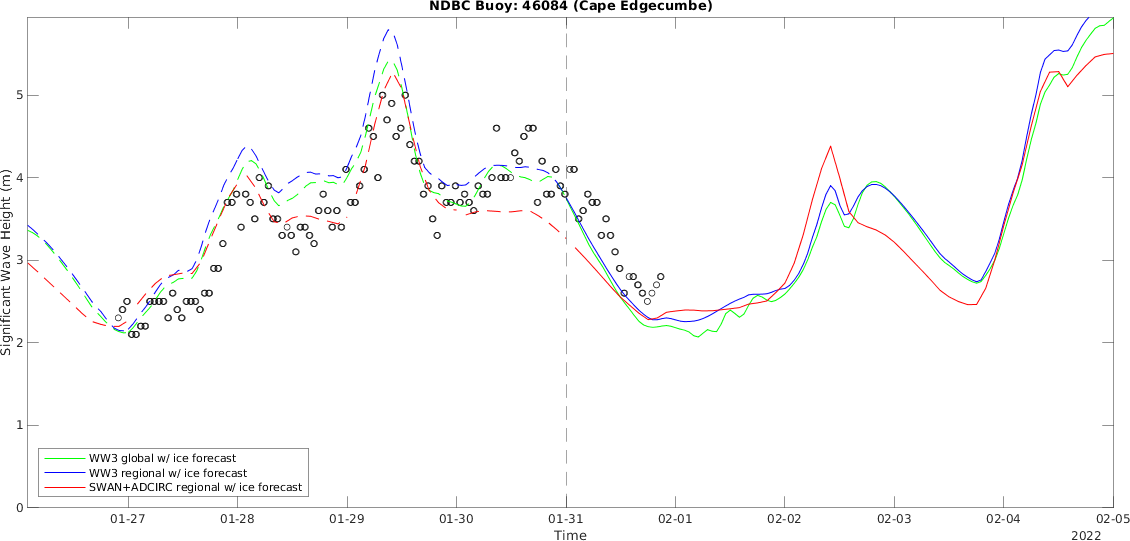 NDBC Buoy: 46084 (Cape Edgecumbe)
Significant Wave Height (m)
5
4
3
2
1
0
WW3 global w/ ice forecast
WW3 regional w/ ice forecast
SWAN+ADCIRC regional w/ ice forecast
01-27 01-28 01-29 01-30 01-31 02-01 02-02 02-03 02-04 02-05
Time
2022